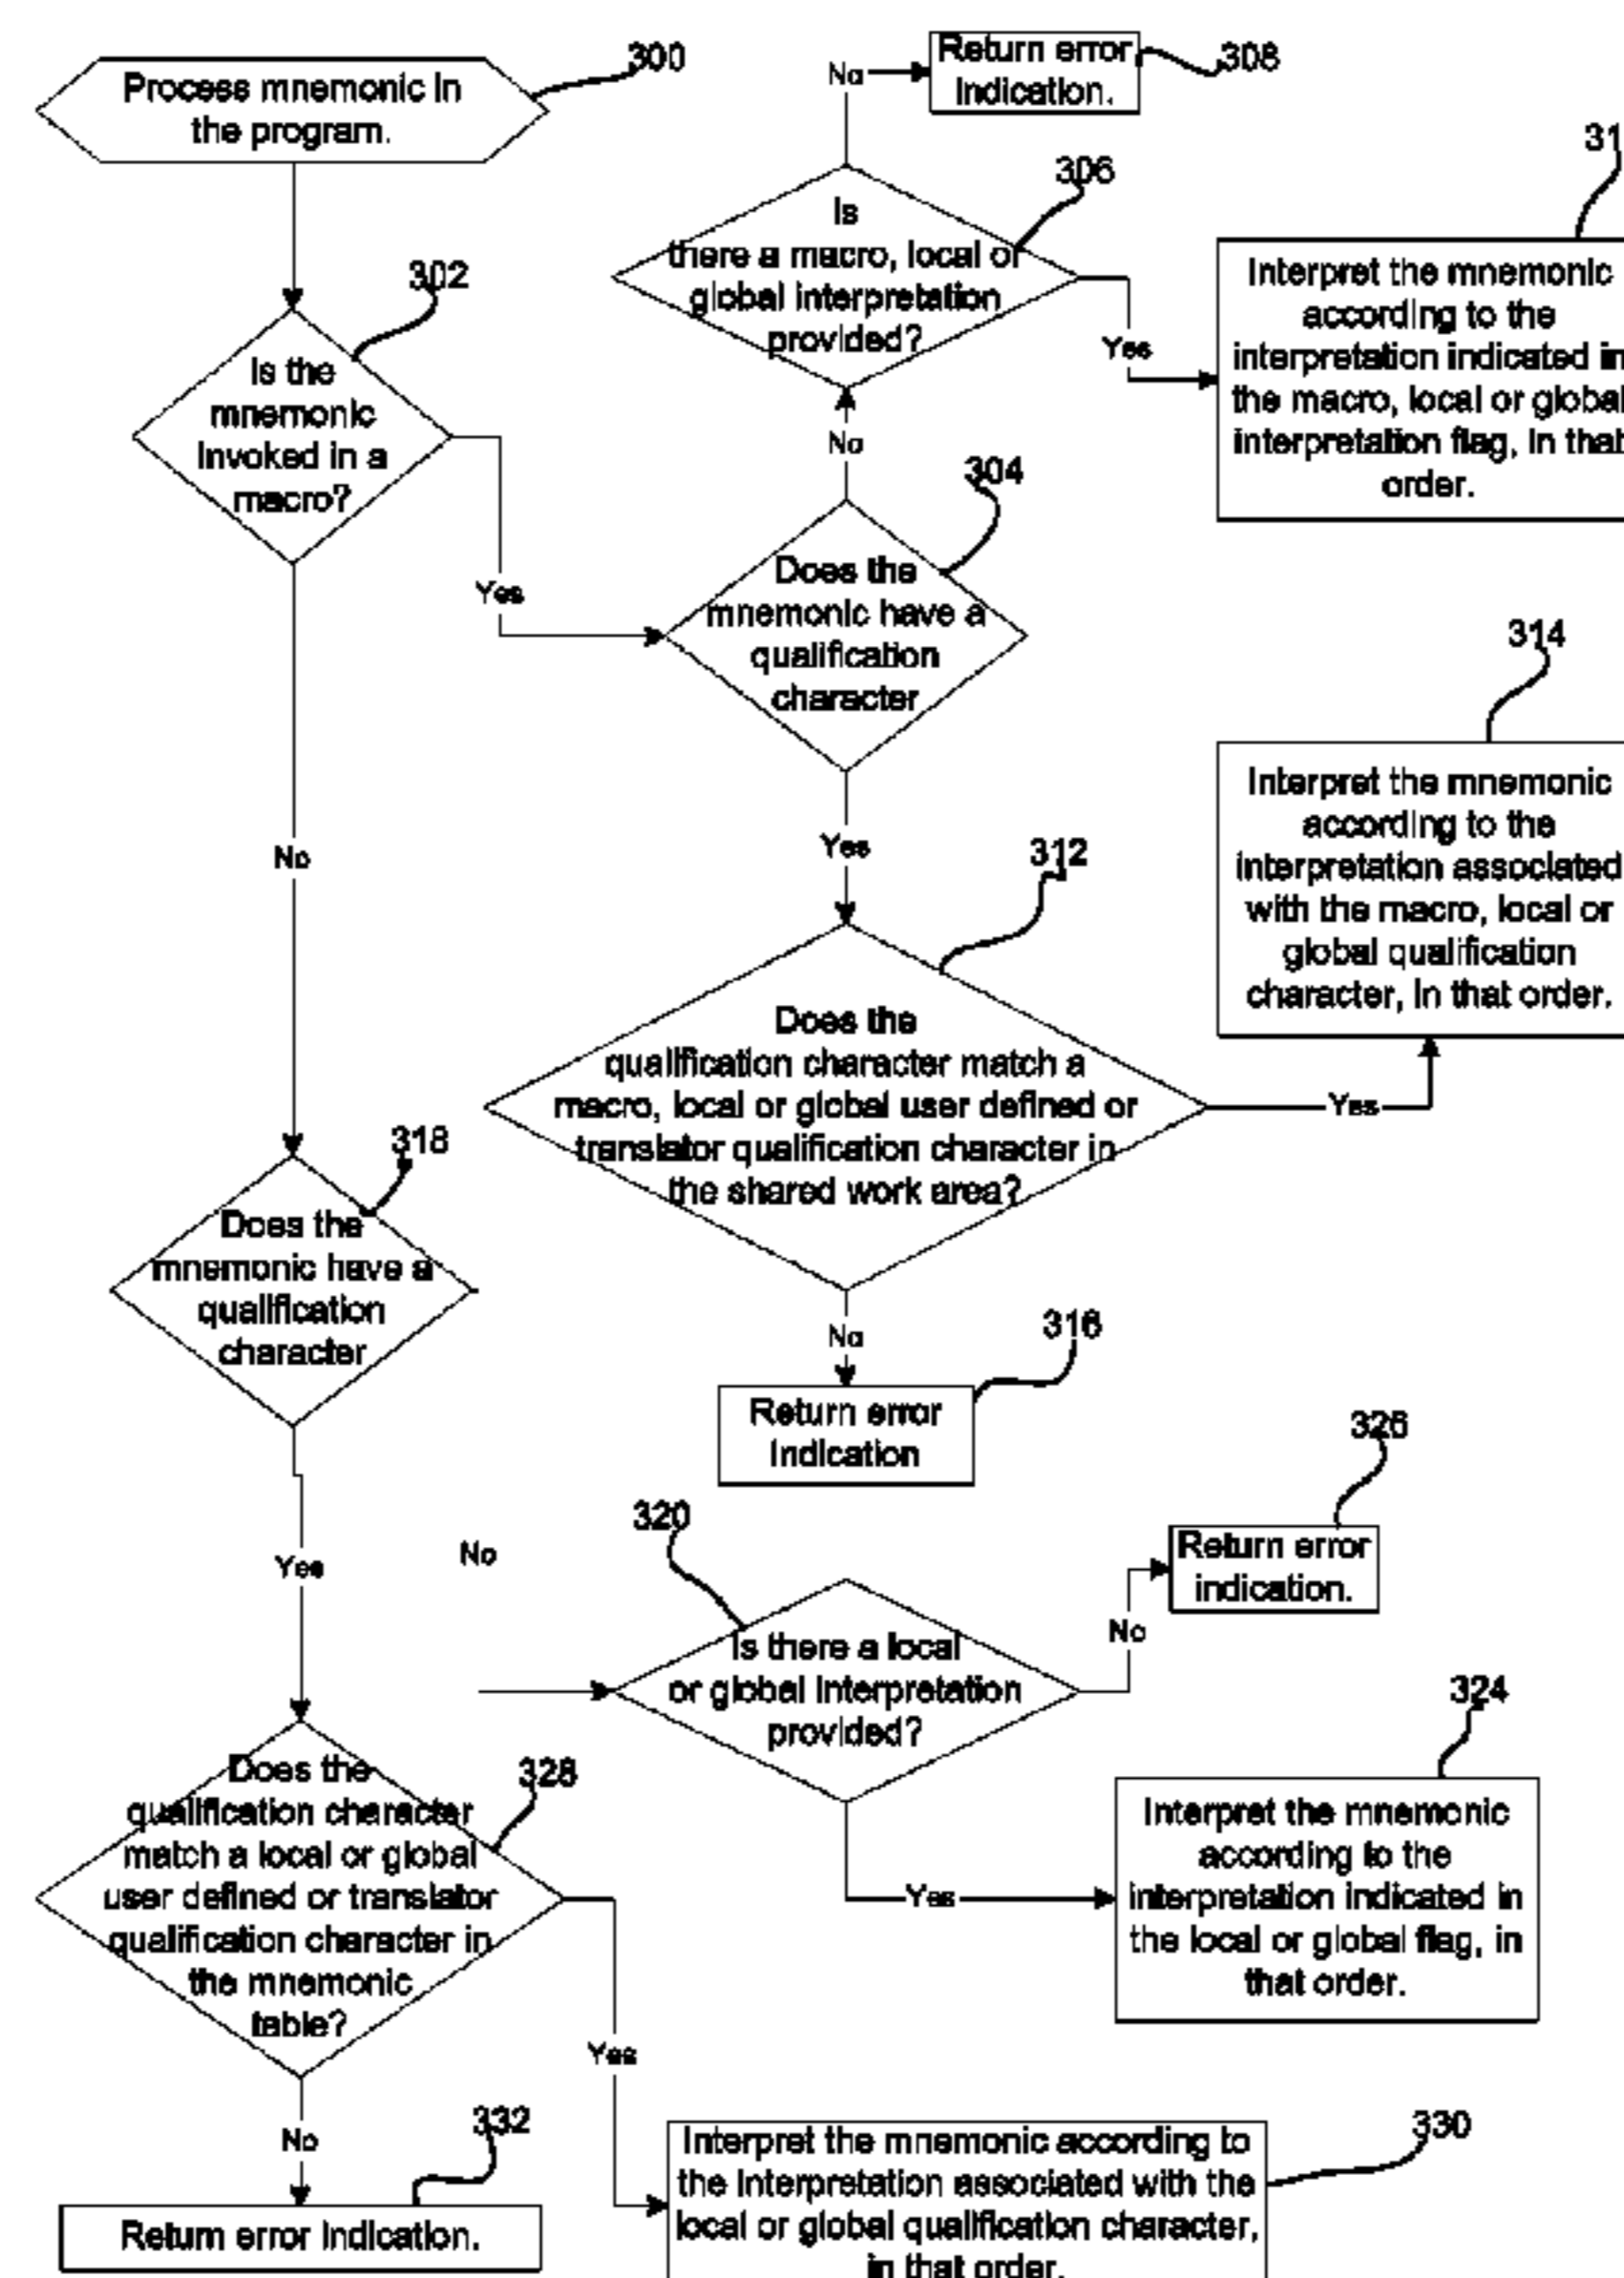 300
Process mnemonic in
the program.
Return error
indication.
308
No
306
Is
there a macro, local or
global interpretation
provided?
Yes
31
Interpret the mnemonic
according to the
interpretation indicated in
the macro, local or global
interpretation flag, in that
order.
302
Is the
mnemonic
invoked in a
macro?
No
304
Does the
mnemonic have a
qualification
character
Yes
314
Interpret the mnemonic
according to the
interpretation associated
with the macro, local or
global qualification
character, in that order.
Yes
No
312
Does the
qualification character match a
macro, local or global user defined or
translator qualification character in
the shared work area?
Yes
318
Does the
mnemonic have a
qualification
character
No
316
Return error
indication
326
Return error
indication.
320
No
Yes
Is there a local
or global interpretation
provided?
No
324
Interpret the mnemonic
according to the
interpretation indicated in
the local or global flag, in
that order.
Yes
328
Does the
qualification character
match a local or global
user defined or translator
qualification character in
the mnemonic
table?
Yes
No
332
Return error indication.
330
Interpret the mnemonic according to
the interpretation associated with the
local or global qualification character,
in that order.